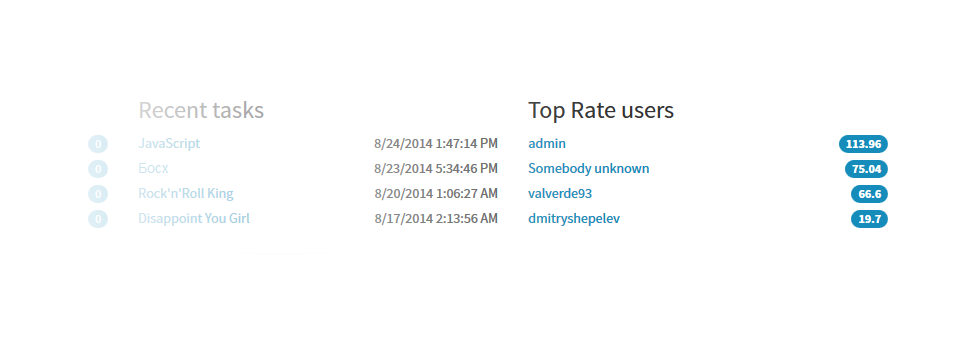 Recent tasks
0 JavaScript 8/24/2014 1:47:14 PM
0 Босх 8/23/2014 5:34:46 PM
0 Rock'n'Roll King 8/20/2014 1:06:27 AM
0 Disappoint You Girl 8/17/2014 2:13:56 AM
Top Rate users
admin 113.96
Somebody unknown 75.04
valverde93 66.6
dmitryshepelev 19.7